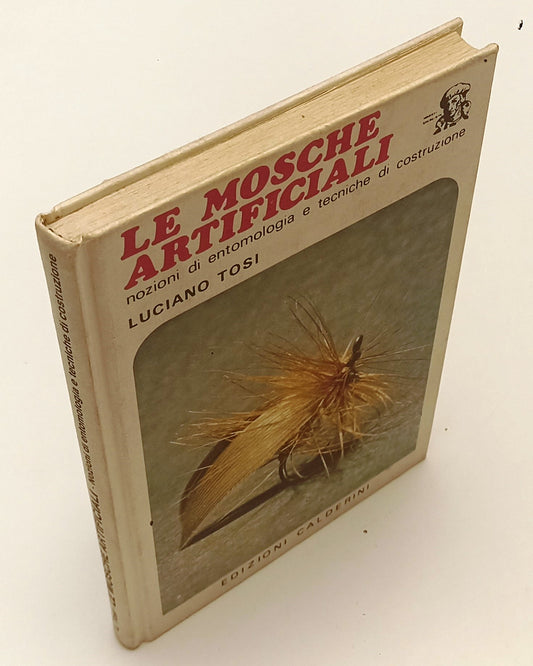 LE MOSCHE
ARTIFICIALI
nozioni di entomologia e tecniche di costruzione
LUCIANO TOSI
EDIZIONI CALDERINI
LE MOSCHE ARTIFICIALI - Nozioni di entomologia e tecniche di costruzione